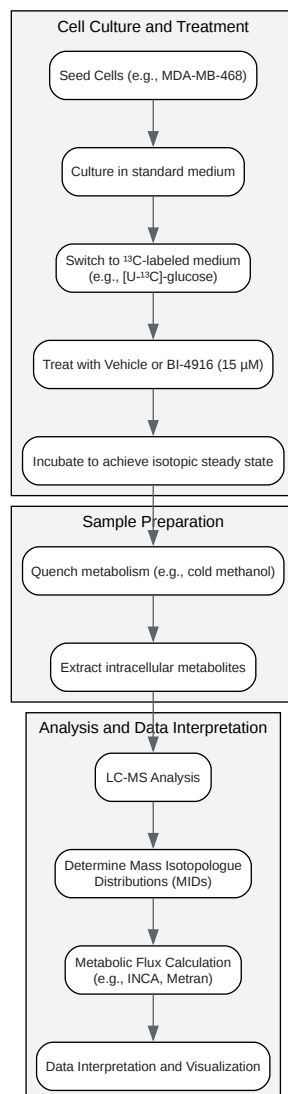 Cell Culture and Treatment
Seed Cells (e.g., MDA-MB-468)
Culture in standard medium
Switch to ¹³C-labeled medium
(e.g., [U-¹³C]-glucose)
Treat with Vehicle or BI-4916 (15 µM)
Incubate to achieve isotopic steady state
Sample Preparation
Quench metabolism (e.g., cold methanol)
Extract intracellular metabolites
Analysis and Data Interpretation
LC-MS Analysis
Determine Mass Isotopologue
Distributions (MIDs)
Metabolic Flux Calculation
(e.g., INCA, Metran)
Data Interpretation and Visualization